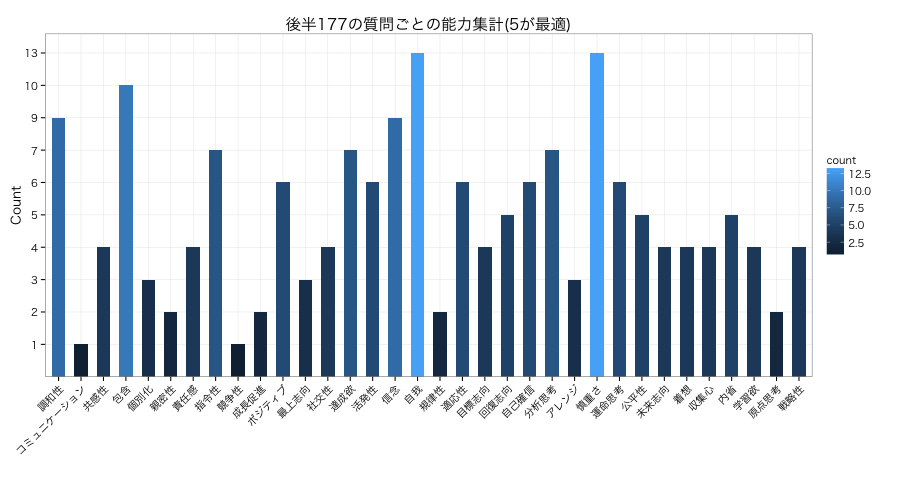 後半177の質問ごとの能力集計(5が最適)
Count
13
10
9
7
6
5
4
3
2
1
調和性
コミュニケーション
共感性
包含
個別化
親密性
責任感
指令性
競争性
成長促進
ポジティブ
最上志向
社交性
達成欲
活発性
信念
自我
規律性
適応性
目標志向
回復志向
自己確信
分析思考
アレンジ
慎重さ
運命思考
公平性
未来志向
着想
収集心
内省
学習欲
原点思考
戦略性
count
12.5
10.0
7.5
5.0
2.5